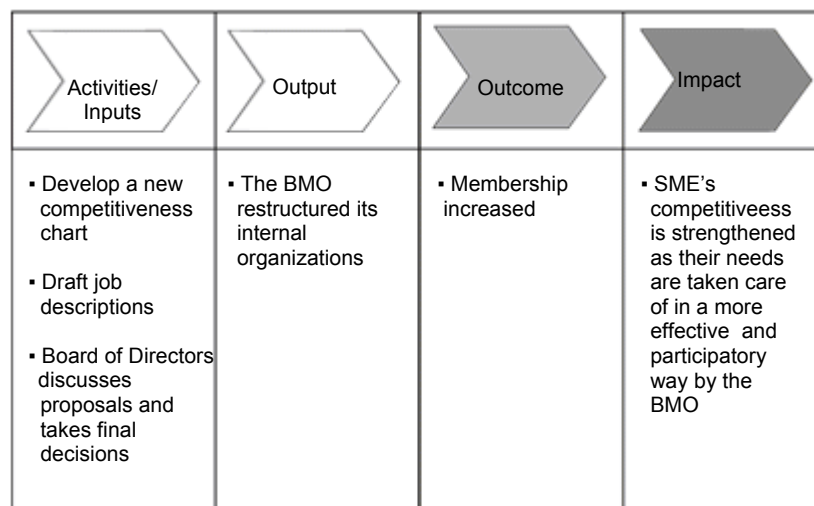 Activities/
Inputs
Output
Outcome
Impact
▪ Develop a new
competitiveness
chart
▪ Draft job
descriptions
▪ Board of Directors
discusses
proposals and
takes final
decisions
▪ The BMO
restructured its
internal
organizations
▪ Membership
increased
▪ SME’s
competitiveess
is strengthened
as their needs
are taken care
of in a more
effective and
participatory
way by the
BMO